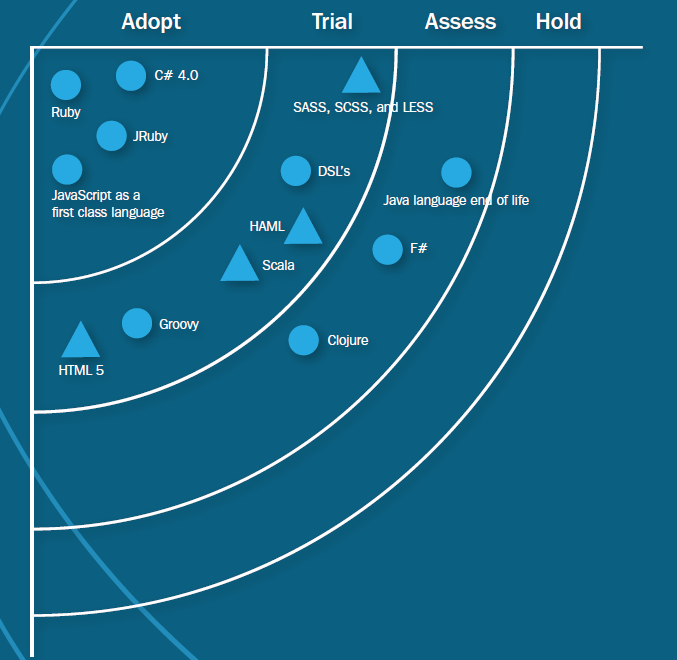 Adopt Trial Assess Hold
C# 4.0
Ruby
SASS, SCSS, and LESS
JRuby
DSL's
JavaScript as a
first class language
Java language end of life
HAML
F#
Scala
Groovy
Clojure
HTML 5